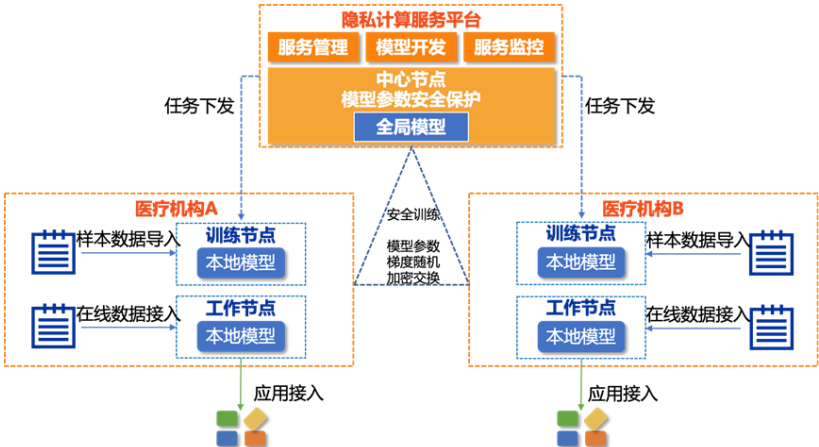 隐私计算服务平台
服务管理 模型开发 服务监控
中心节点
模型参数安全保护
全局模型
任务下发
任务下发
医疗机构A
训练节点
样本数据导入
本地模型
工作节点
在线数据接入
本地模型
应用接入
安全训练
模型参数
梯度随机
加密交换
医疗机构B
训练节点
样本数据导入
本地模型
工作节点
在线数据接入
本地模型
应用接入